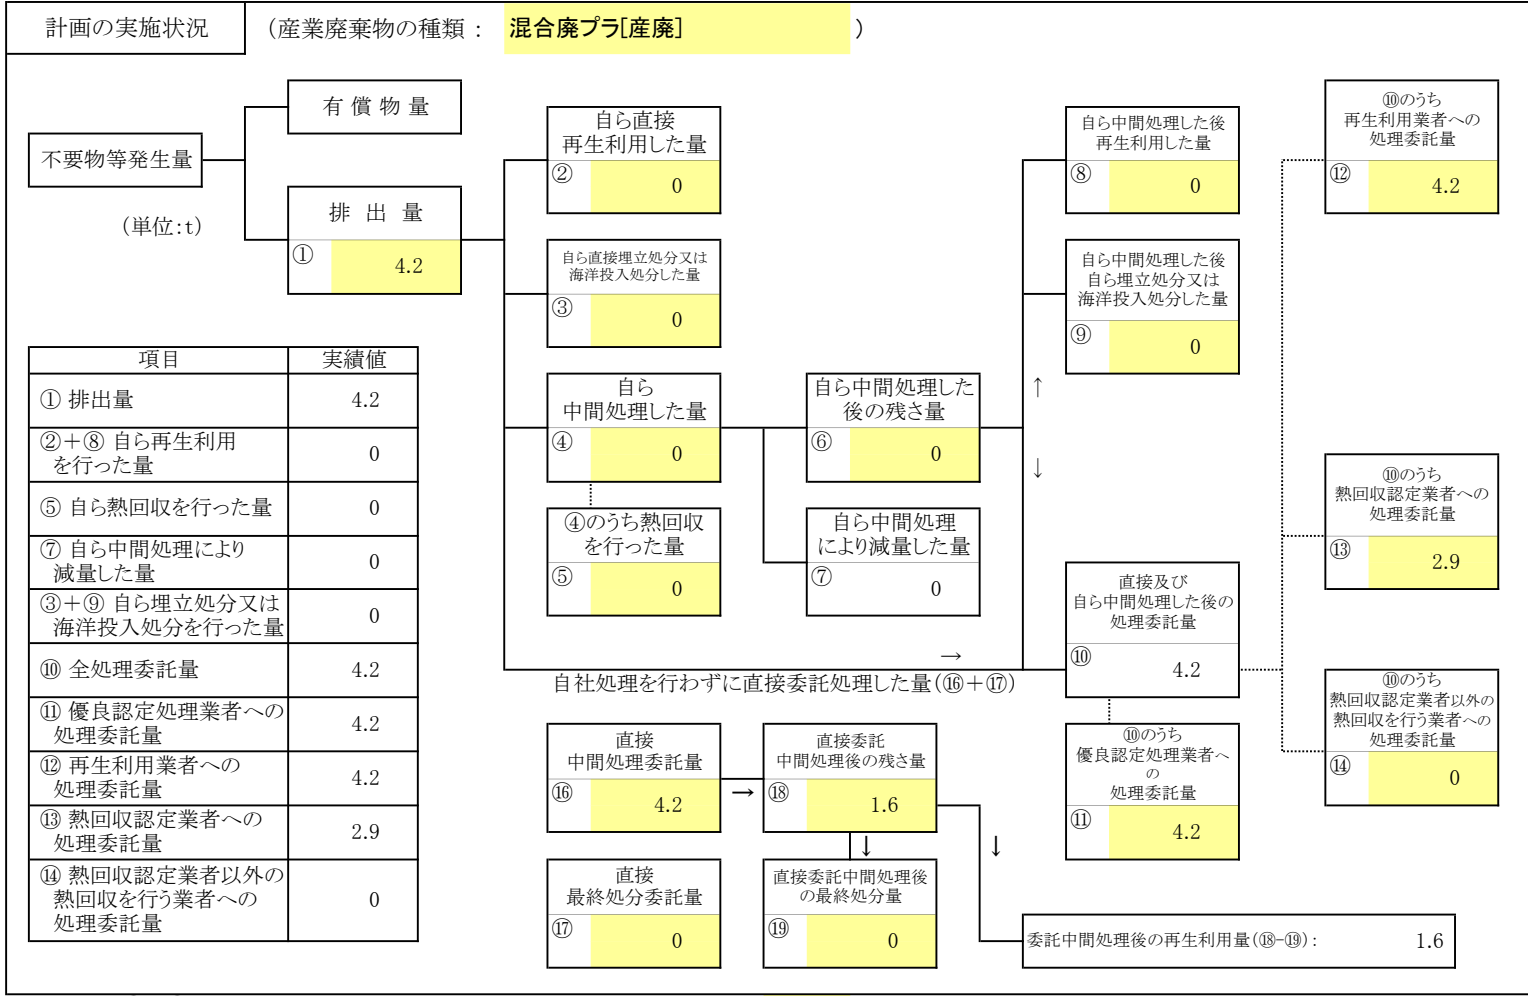 計画の実施状況
（産業廃棄物の種類： 混合廃プラ[産廃] ）
不要物等発生量
（単位:t）
有 償 物 量
排 出 量
① 4.2
自ら直接
再生利用した量
② 0
自ら直接埋立処分又は
海洋投入処分した量
③ 0
自ら
中間処理した量
④ 0
④のうち熱回収
を行った量
⑤ 0
自ら中間処理した
後の残さ量
⑥ 0
自ら中間処理
により減量した量
⑦ 0
↑
↓
自ら中間処理した後
再生利用した量
⑧ 0
自ら中間処理した後
自ら埋立処分又は
海洋投入処分した量
⑨ 0
直接及び
自ら中間処理した後の
処理委託量
⑩ 4.2
⑩のうち
優良認定処理業者へ
の
処理委託量
⑪ 4.2
⑩のうち
再生利用業者への
処理委託量
⑫ 4.2
⑩のうち
熱回収認定業者への
処理委託量
⑬ 2.9
⑩のうち
熱回収認定業者以外の
熱回収を行う業者への
処理委託量
⑭ 0
→
自社処理を行わずに直接委託処理した量（⑯＋⑰）
直接
中間処理委託量
⑯ 4.2
→
直接委託
中間処理後の残さ量
⑱ 1.6
↓
↓
直接
最終処分委託量
⑰ 0
直接委託中間処理後
の最終処分量
⑲ 0
委託中間処理後の再生利用量（⑱-⑲）： 1.6
項目 実績値
① 排出量 4.2
②＋⑧ 自ら再生利用
を行った量 0
⑤ 自ら熱回収を行った量 0
⑦ 自ら中間処理により
減量した量 0
③＋⑨ 自ら埋立処分又は
海洋投入処分を行った量 0
⑩ 全処理委託量 4.2
⑪ 優良認定処理業者への
処理委託量 4.2
⑫ 再生利用業者への
処理委託量 4.2
⑬ 熱回収認定業者への
処理委託量 2.9
⑭ 熱回収認定業者以外の
熱回収を行う業者への
処理委託量 0